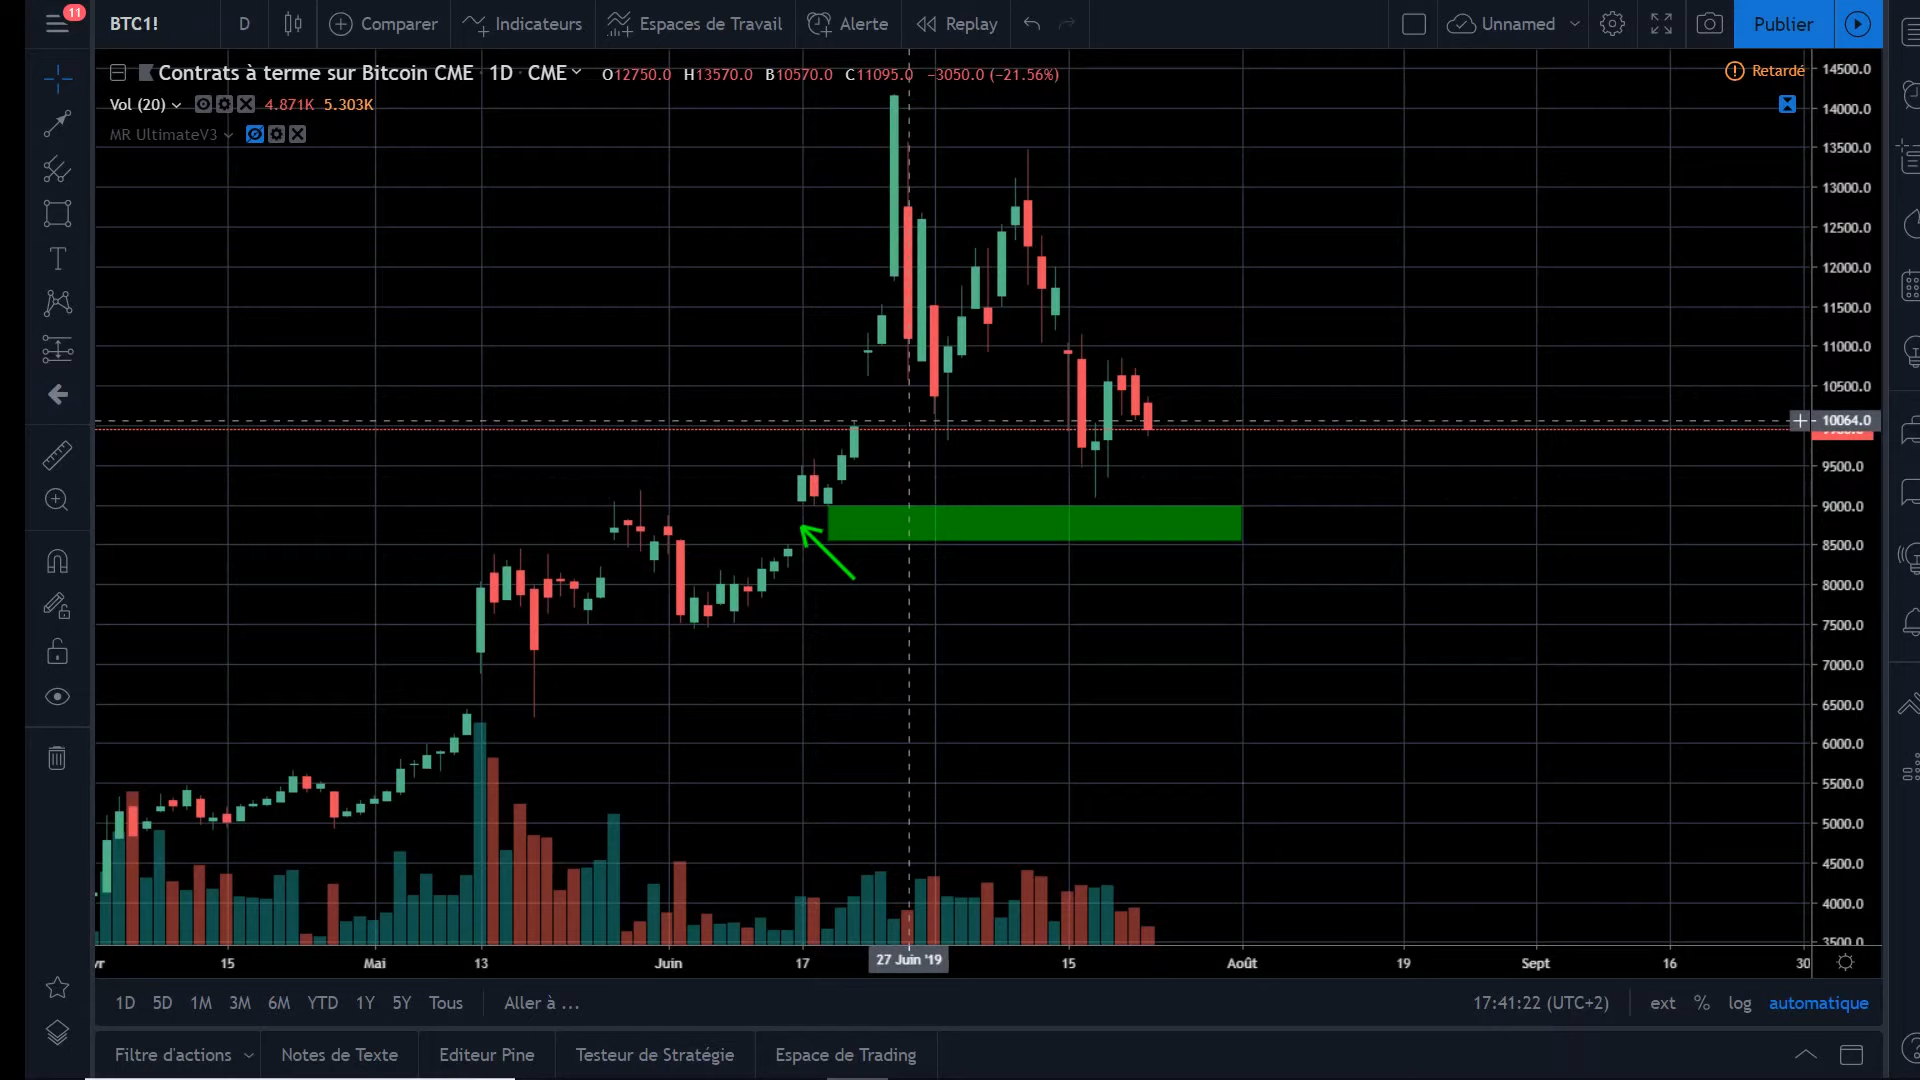 11
BTC1!
D
Comparer
Indicateurs
Espaces de Travail
Alerte
Replay
Unnamed
Publier
Contrats à terme sur Bitcoin CME 1D CME
O12750.0 H13570.0 B10570.0 C11095.0 −3050.0 (−21.56%)
Retardé
Vol (20) 4.871K 5.303K
MR UltimateV3
14500.0
14000.0
13500.0
13000.0
12500.0
12000.0
11500.0
11000.0
10500.0
10064.0
9500.0
9000.0
8500.0
8000.0
7500.0
7000.0
6500.0
6000.0
5500.0
5000.0
4500.0
4000.0
3500.0
vr 15 Mai 13 Juin 17 27 Juin '19 15 Août 19 Sept 16 30
1D 5D 1M 3M 6M YTD 1Y 5Y Tous Aller à ...
17:41:22 (UTC+2) ext % log automatique
Filtre d'actions Notes de Texte Editeur Pine Testeur de Stratégie Espace de Trading